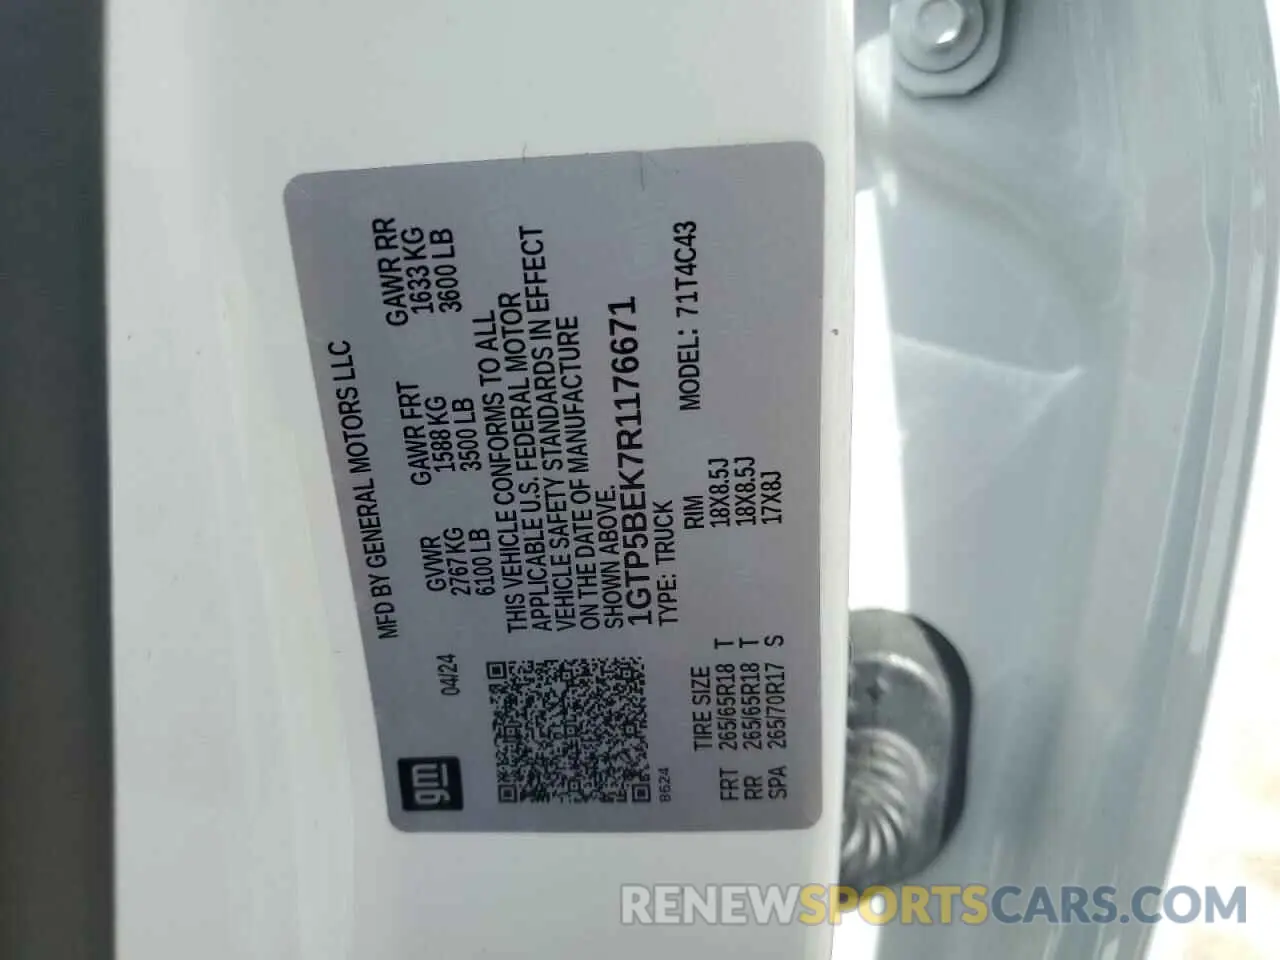 MFD BY GENERAL MOTORS LLC
gm
04/24
GVWR GAWR FRT GAWR RR
2767 KG 1588 KG 1633 KG
6100 LB 3500 LB 3600 LB
THIS VEHICLE CONFORMS TO ALL
APPLICABLE U.S. FEDERAL MOTOR
VEHICLE SAFETY STANDARDS IN EFFECT
ON THE DATE OF MANUFACTURE
SHOWN ABOVE.
1GTP5BEK7R1176671
TYPE: TRUCK MODEL: 71T4C43
8624
TIRE SIZE RIM
FRT 265/65R18 T 18X8.5J
RR 265/65R18 T 18X8.5J
SPA 265/70R17 S 17X8J
RENEWSPORTSCARS.COM